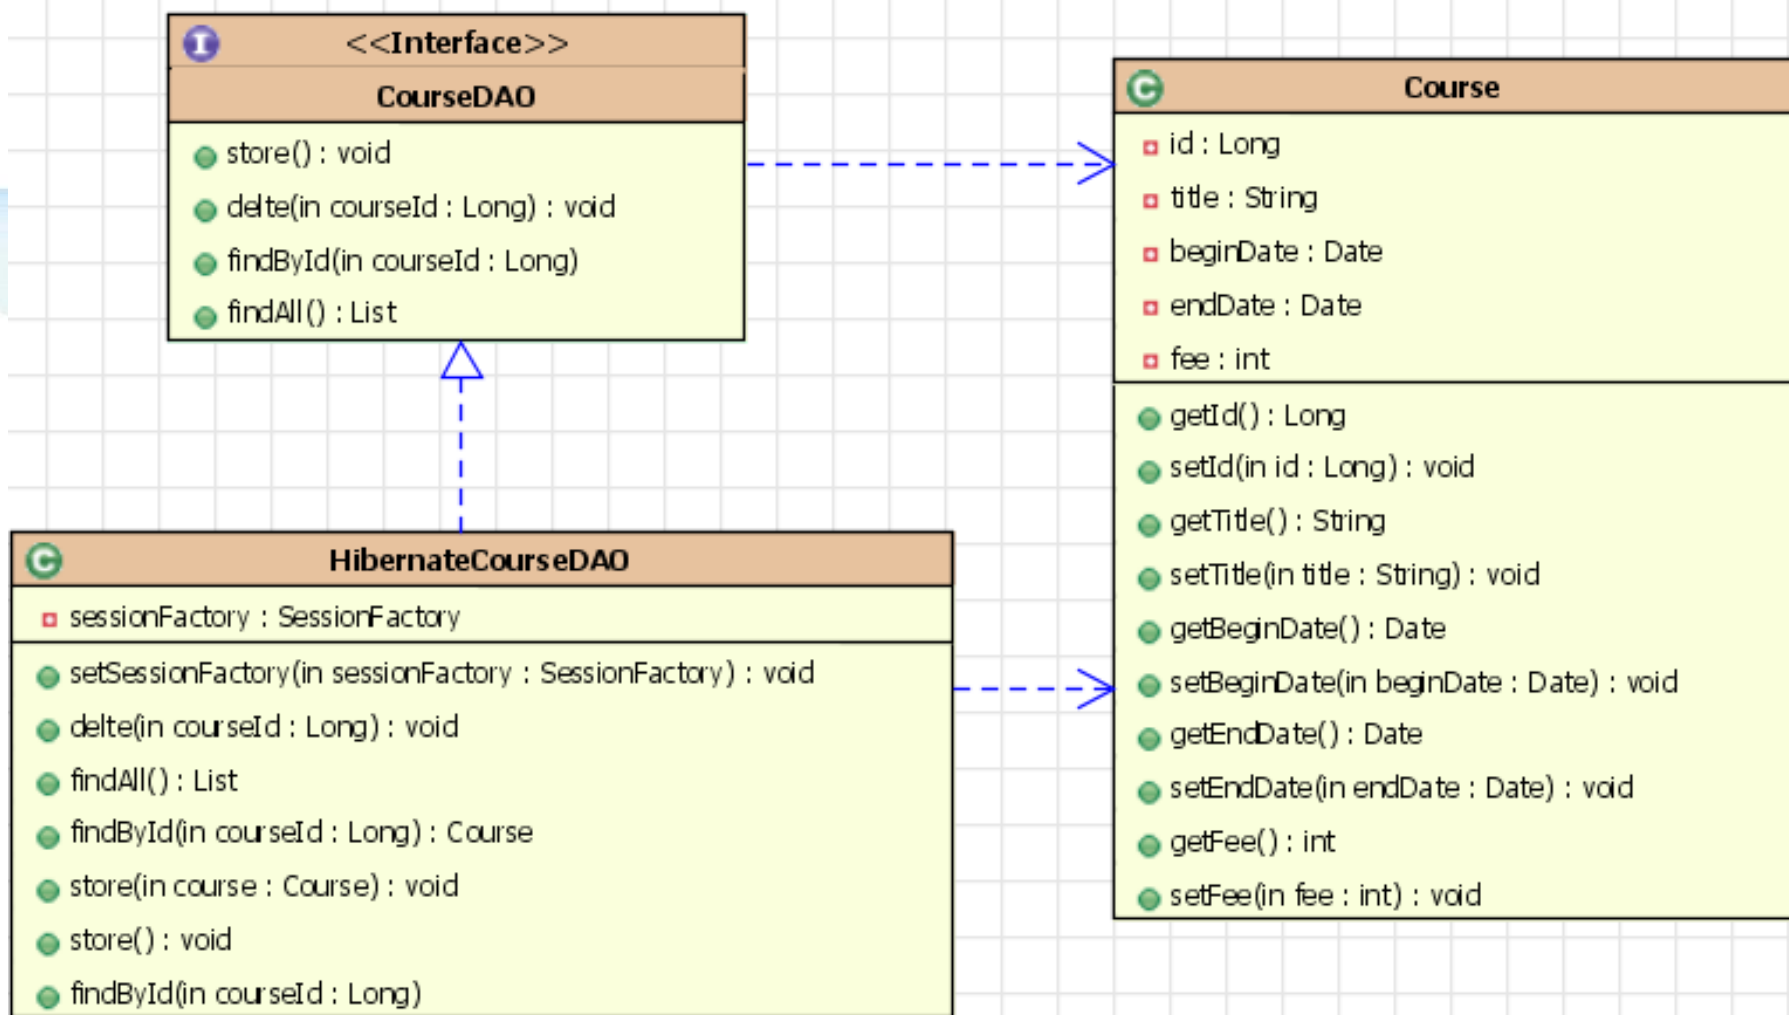 <<Interface>>
CourseDAO
store() : void
delte(in courseId : Long) : void
findById(in courseId : Long)
findAll() : List
Course
id : Long
title : String
beginDate : Date
endDate : Date
fee : int
getId() : Long
setId(in id : Long) : void
getTitle() : String
setTitle(in title : String) : void
getBeginDate() : Date
setBeginDate(in beginDate : Date) : void
getEndDate() : Date
setEndDate(in endDate : Date) : void
getFee() : int
setFee(in fee : int) : void
HibernateCourseDAO
sessionFactory : SessionFactory
setSessionFactory(in sessionFactory : SessionFactory) : void
delte(in courseId : Long) : void
findAll() : List
findById(in courseId : Long) : Course
store(in course : Course) : void
store() : void
findById(in courseId : Long)